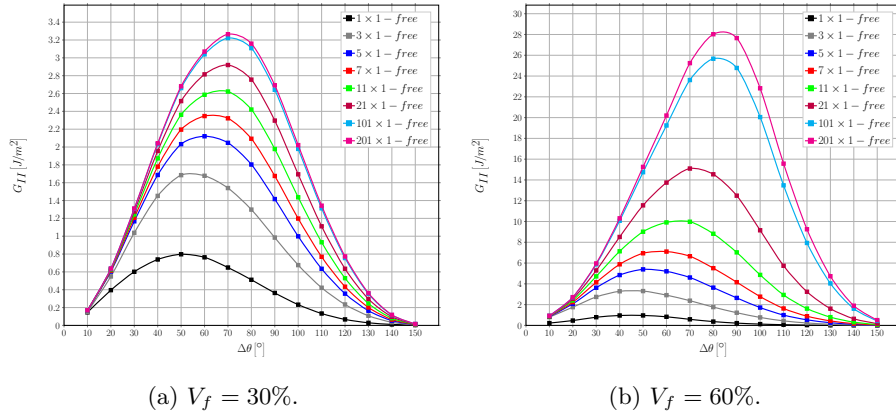 3.4
3.2
3
2.8
2.6
2.4
2.2
2
1.8
1.6
1.4
1.2
1
0.8
0.6
0.4
0.2
0
G_{II} [J/m^2]
0 10 20 30 40 50 60 70 80 90 100 110 120 130 140 150
Δθ [°]
1 × 1 − free
3 × 1 − free
5 × 1 − free
7 × 1 − free
11 × 1 − free
21 × 1 − free
101 × 1 − free
201 × 1 − free
(a) V_f = 30%.
30
28
26
24
22
20
18
16
14
12
10
8
6
4
2
0
G_{II} [J/m^2]
0 10 20 30 40 50 60 70 80 90 100 110 120 130 140 150
Δθ [°]
1 × 1 − free
3 × 1 − free
5 × 1 − free
7 × 1 − free
11 × 1 − free
21 × 1 − free
101 × 1 − free
201 × 1 − free
(b) V_f = 60%.